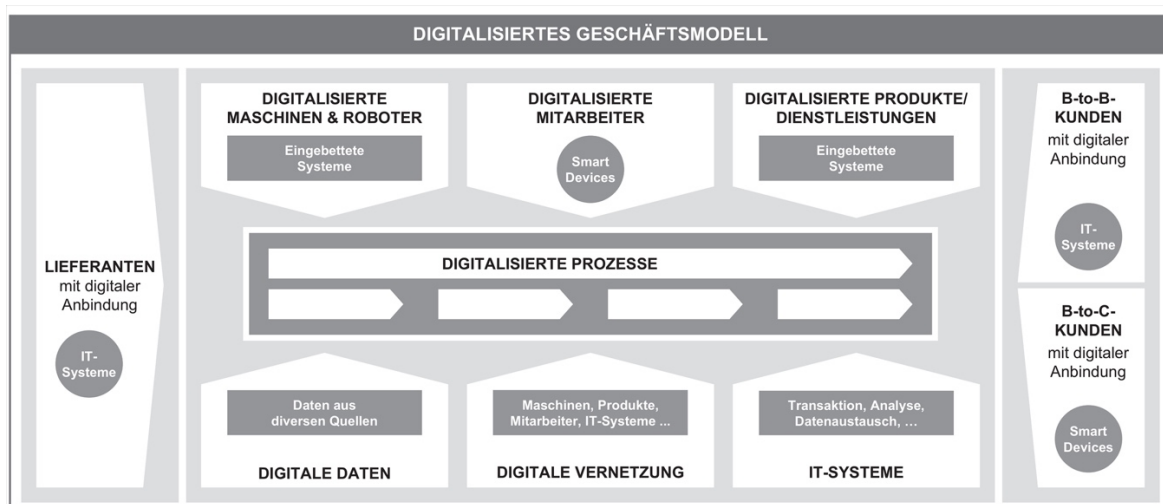 DIGITALISIERTES GESCHÄFTSMODELL
LIEFERANTEN
mit digitaler
Anbindung
IT-
Systeme
DIGITALISIERTE
MASCHINEN & ROBOTER
Eingebettete
Systeme
DIGITALISIERTE
MITARBEITER
Smart
Devices
DIGITALISIERTE PRODUKTE/
DIENSTLEISTUNGEN
Eingebettete
Systeme
DIGITALISIERTE PROZESSE
Daten aus
diversen Quellen
DIGITALE DATEN
Maschinen, Produkte,
Mitarbeiter, IT-Systeme ...
DIGITALE VERNETZUNG
Transaktion, Analyse,
Datenaustausch, ...
IT-SYSTEME
B-to-B-
KUNDEN
mit digitaler
Anbindung
IT-
Systeme
B-to-C-
KUNDEN
mit digitaler
Anbindung
Smart
Devices